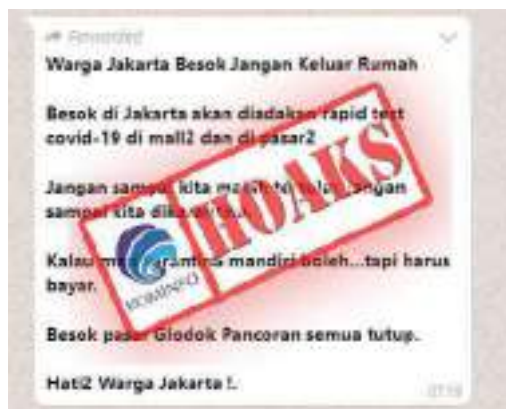 Forwarded
Warga Jakarta Besok Jangan Keluar Rumah
Besok di Jakarta akan diadakan rapid test
covid-19 di mall2 dan di pasar2
Jangan sampai kita
sampai kita
Kalau mandiri boleh...tapi harus
bayar.
Besok pasar Glodok Pancoran semua tutup.
Hati2 Warga Jakarta !.
HOAKS
KOMINFO